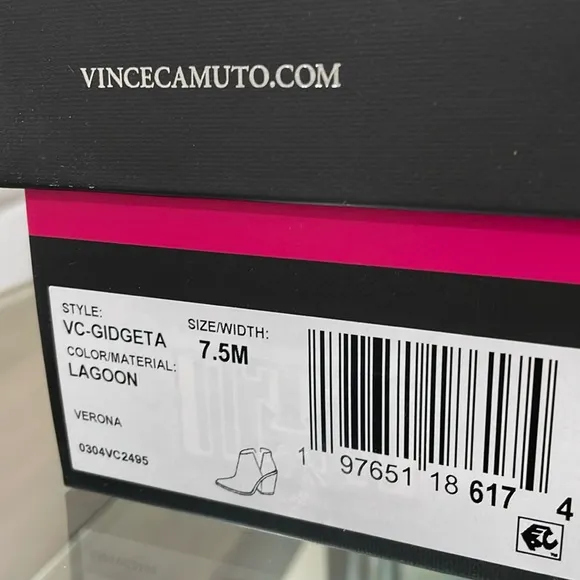 VINCECAMUTO.COM
STYLE:
VC-GIDGETA
SIZE/WIDTH:
7.5M
COLOR/MATERIAL:
LAGOON
VERONA
0304VC2495
1 97651 18 617 4